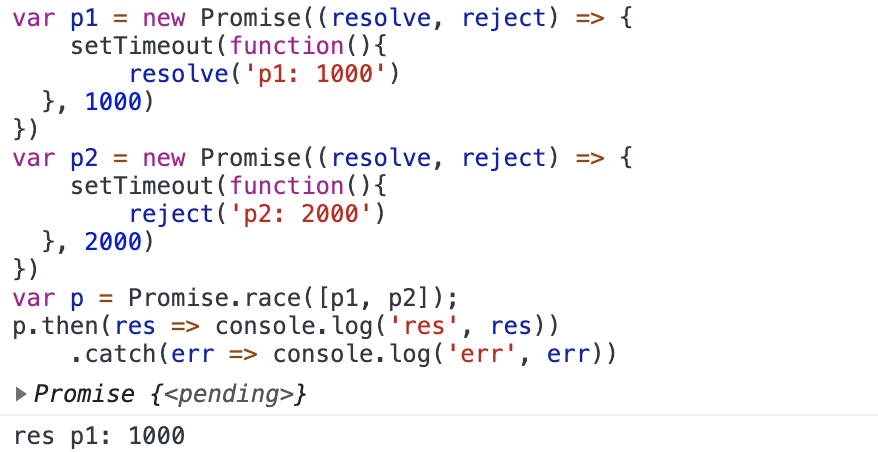 var p1 = new Promise((resolve, reject) => {
    setTimeout(function(){
        resolve('p1: 1000')
  }, 1000)
})
var p2 = new Promise((resolve, reject) => {
    setTimeout(function(){
        reject('p2: 2000')
  }, 2000)
})
var p = Promise.race([p1, p2]);
p.then(res => console.log('res', res))
    .catch(err => console.log('err', err))
Promise {<pending>}
res p1: 1000